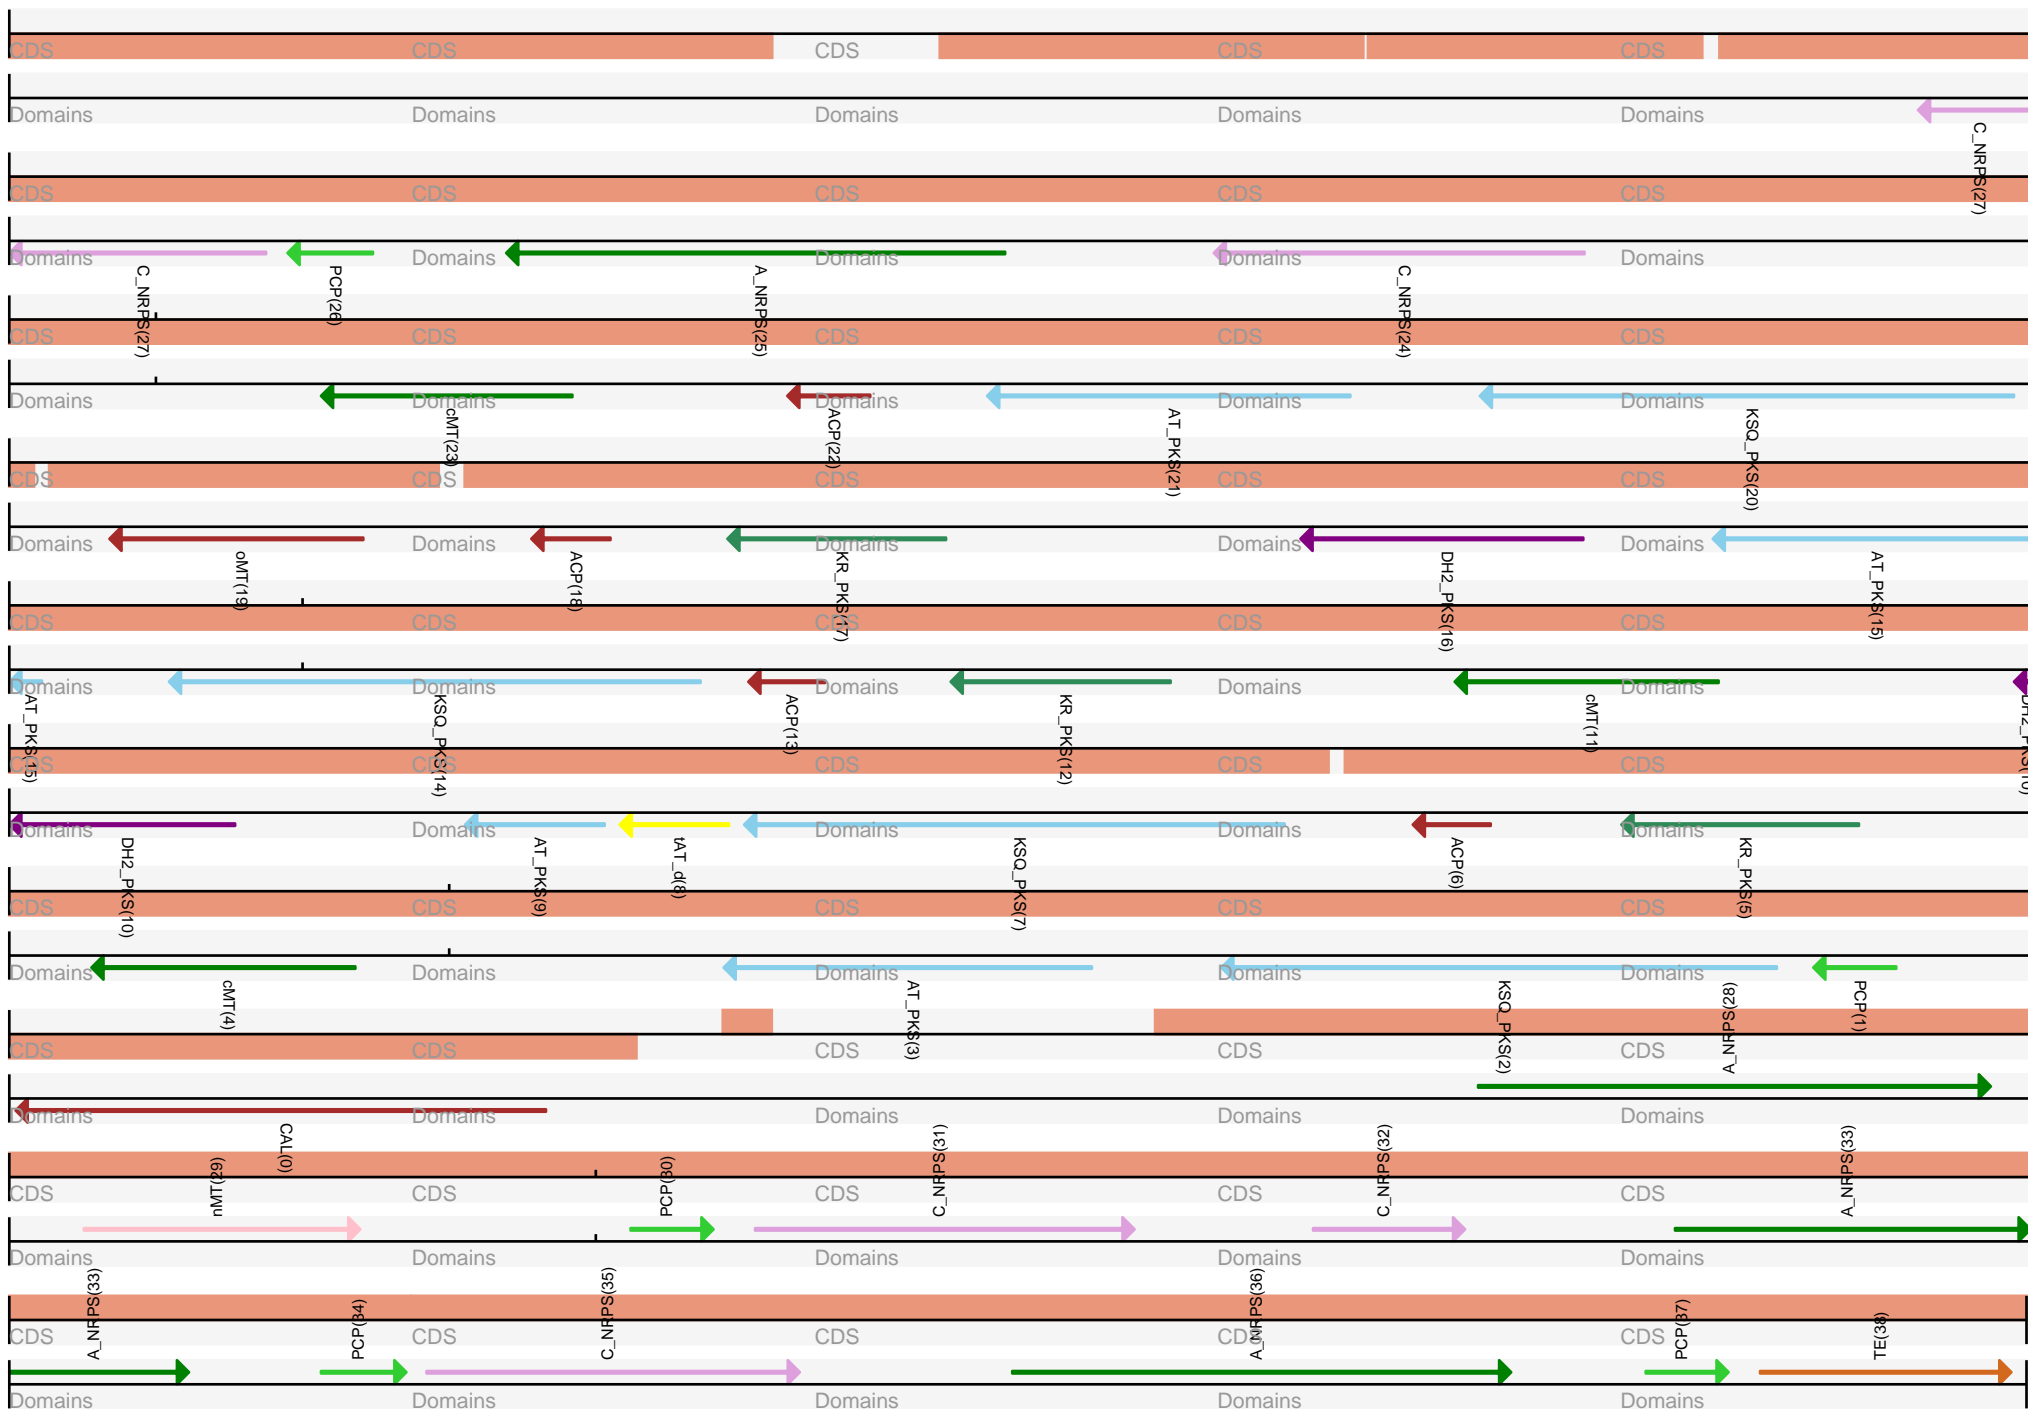 CDS CDS CDS CDS CDS
Domains Domains Domains Domains Domains
C_NRPS(27)
CDS CDS CDS CDS CDS
Domains Domains Domains Domains Domains
C_NRPS(27) PCP(26) A_NRPS(25) C_NRPS(24)
CDS CDS CDS CDS CDS
Domains Domains Domains Domains Domains
cMT(23) ACP(22) AT_PKS(21) KSQ_PKS(20)
CDS CDS CDS CDS CDS
Domains Domains Domains Domains Domains
oMT(19) ACP(18) KR_PKS(17) DH2_PKS(16) AT_PKS(15)
CDS CDS CDS CDS CDS
Domains Domains Domains Domains Domains
AT_PKS(15) KSQ_PKS(14) ACP(13) KR_PKS(12) cMT(11) DH2_PKS(10)
CDS CDS CDS CDS CDS
Domains Domains Domains Domains Domains
DH2_PKS(10) AT_PKS(9) tAT_d(8) KSQ_PKS(7) ACP(6) KR_PKS(5)
CDS CDS CDS CDS CDS
Domains Domains Domains Domains Domains
cMT(4) AT_PKS(3) KSQ_PKS(2) A_NRPS(28) PCP(1)
CDS CDS CDS CDS CDS
Domains Domains Domains Domains Domains
CAL(0) nMT(29) PCP(30) C_NRPS(31) C_NRPS(32) A_NRPS(33)
CDS CDS CDS CDS CDS
Domains Domains Domains Domains Domains
A_NRPS(33) PCP(34) C_NRPS(35) A_NRPS(36) PCP(37) TE(38)
CDS CDS CDS CDS CDS
Domains Domains Domains Domains Domains